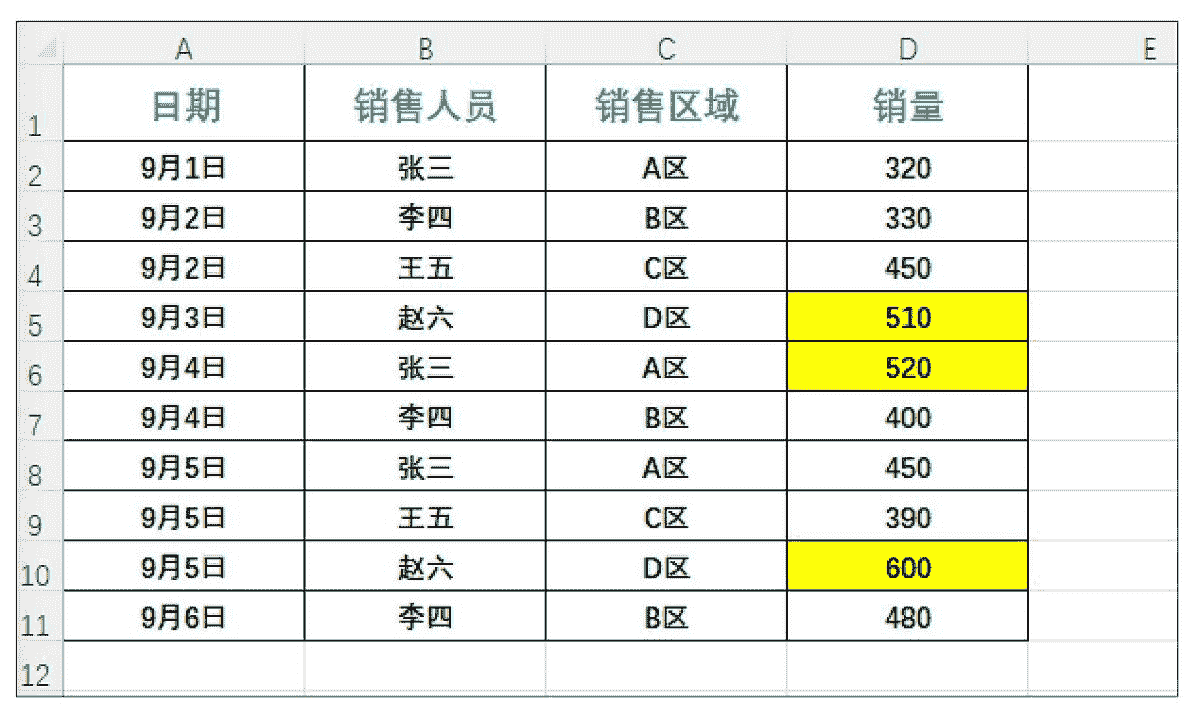 A B C D E
1 日期 销售人员 销售区域 销量
2 9月1日 张三 A区 320
3 9月2日 李四 B区 330
4 9月2日 王五 C区 450
5 9月3日 赵六 D区 510
6 9月4日 张三 A区 520
7 9月4日 李四 B区 400
8 9月5日 张三 A区 450
9 9月5日 王五 C区 390
10 9月5日 赵六 D区 600
11 9月6日 李四 B区 480
12